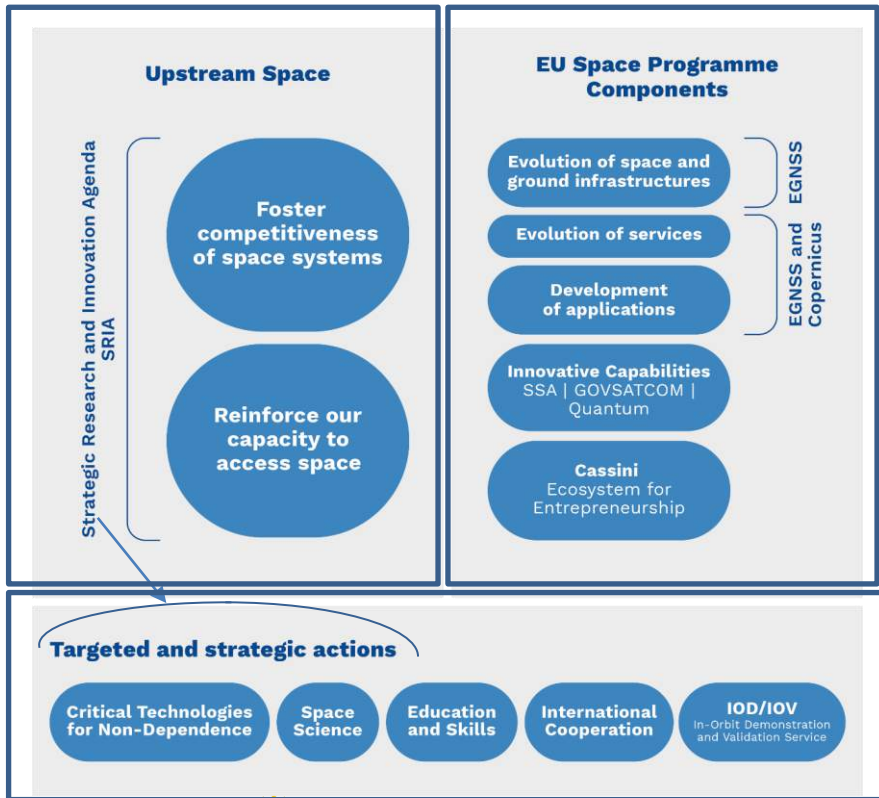 Upstream Space
Strategic Research and Innovation Agenda
SRIA
Foster
competitiveness
of space systems
Reinforce our
capacity to
access space
EU Space Programme
Components
Evolution of space and
ground infrastructures
EGNSS
Evolution of services
Development
of applications
EGNSS and
Copernicus
Innovative Capabilities
SSA | GOVSATCOM |
Quantum
Cassini
Ecosystem for
Entrepreneurship
Targeted and strategic actions
Critical Technologies
for Non-Dependence
Space
Science
Education
and Skills
International
Cooperation
IOD/IOV
In-Orbit Demonstration
and Validation Service